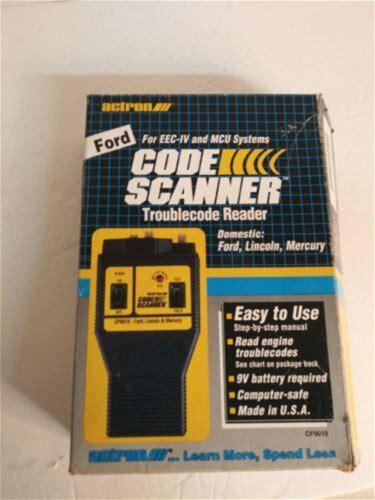 actron
Ford
For EEC-IV and MCU Systems
CODE
SCANNER™
Troublecode Reader
Domestic:
Ford, Lincoln, Mercury
CODE
SCANNER
CP9015 - Ford, Lincoln & Mercury
Easy to Use
Step-by-step manual
Read engine
troublecodes
See chart on package back
9V battery required
Computer-safe
Made in U.S.A.
CP9015
actron ... Learn More, Spend Less